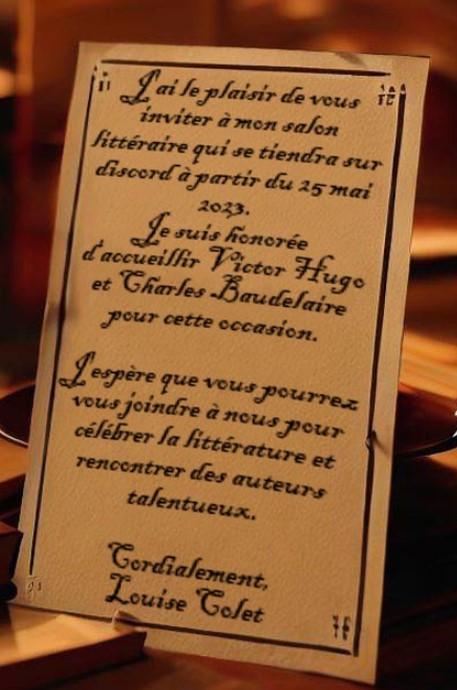 J'ai le plaisir de vous
inviter à mon salon
littéraire qui se tiendra sur
discord à partir du 25 mai
2023.
Je suis honorée
d'accueillir Victor Hugo
et Charles Baudelaire
pour cette occasion.
J'espère que vous pourrez
vous joindre à nous pour
célébrer la littérature et
rencontrer des auteurs
talentueux.
Cordialement,
Louise Colet